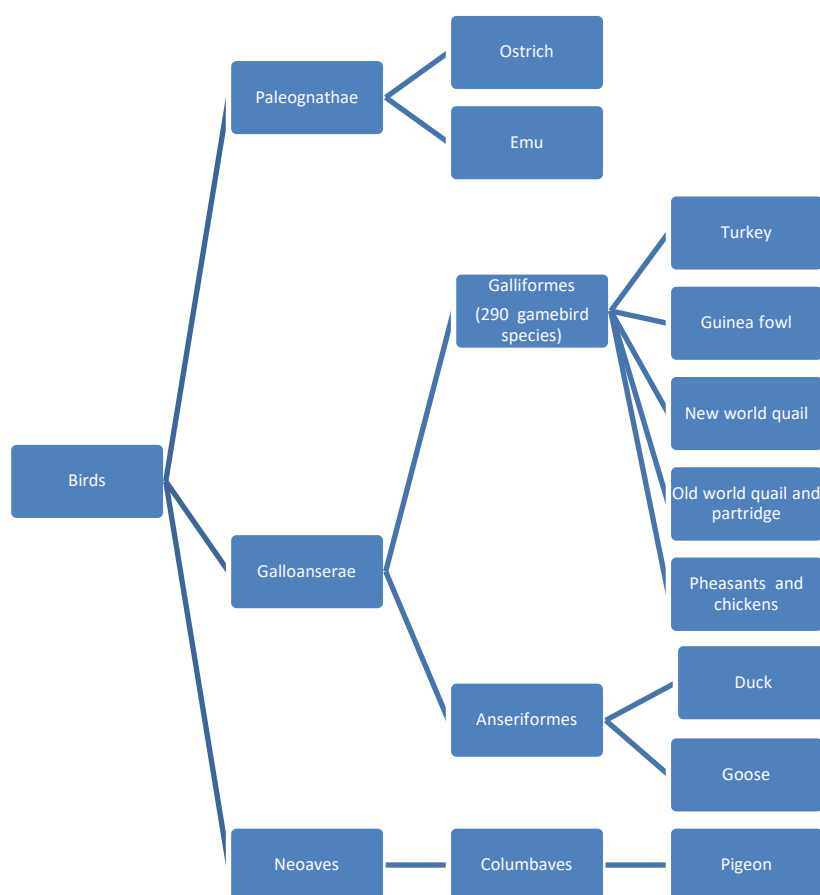 Ostrich
Paleognathae
Emu
Turkey
Galliformes
(290 gamebird
species)
Guinea fowl
New world quail
Birds
Old world quail and
partridge
Galloanserae
Pheasants and
chickens
Duck
Anseriformes
Goose
Neoaves
Columbaves
Pigeon